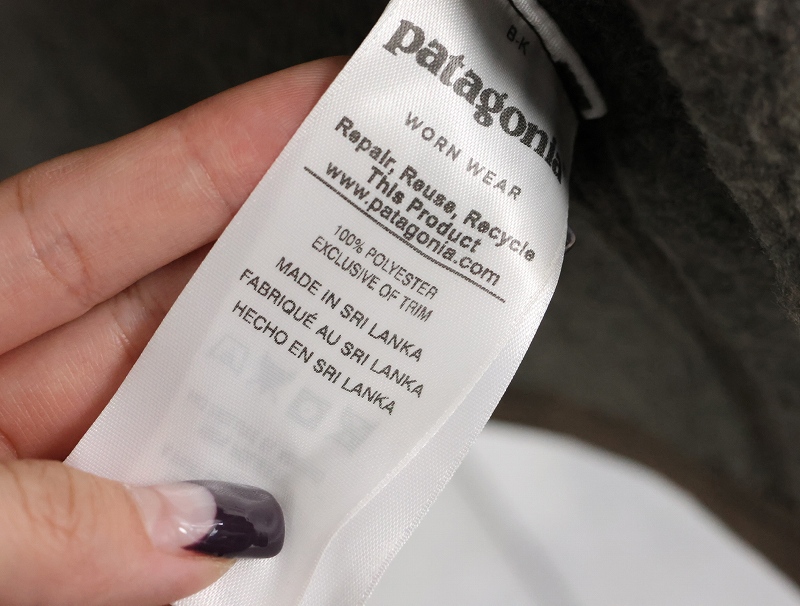 B-K
patagonia
WORN WEAR
Repair, Reuse, Recycle
This Product
www.patagonia.com
100% POLYESTER
EXCLUSIVE OF TRIM
MADE IN SRI LANKA
FABRIQUÉ AU SRI LANKA
HECHO EN SRI LANKA